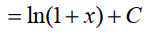 = ln(1 + x) + C